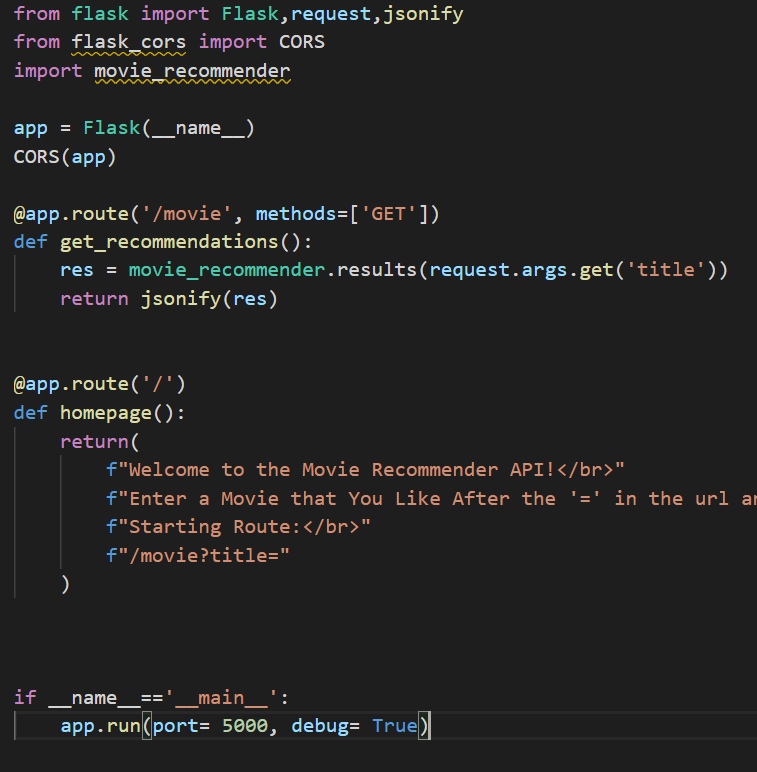 from flask import Flask,request,jsonify
from flask_cors import CORS
import movie_recommender
app = Flask(__name__)
CORS(app)
@app.route('/movie', methods=['GET'])
def get_recommendations():
res = movie_recommender.results(request.args.get('title'))
return jsonify(res)
@app.route('/')
def homepage():
return(
f"Welcome to the Movie Recommender API!</br>"
f"Enter a Movie that You Like After the '=' in the url
f"Starting Route:</br>"
f"/movie?title="
)
if __name__=='__main__':
app.run(port= 5000, debug= True)